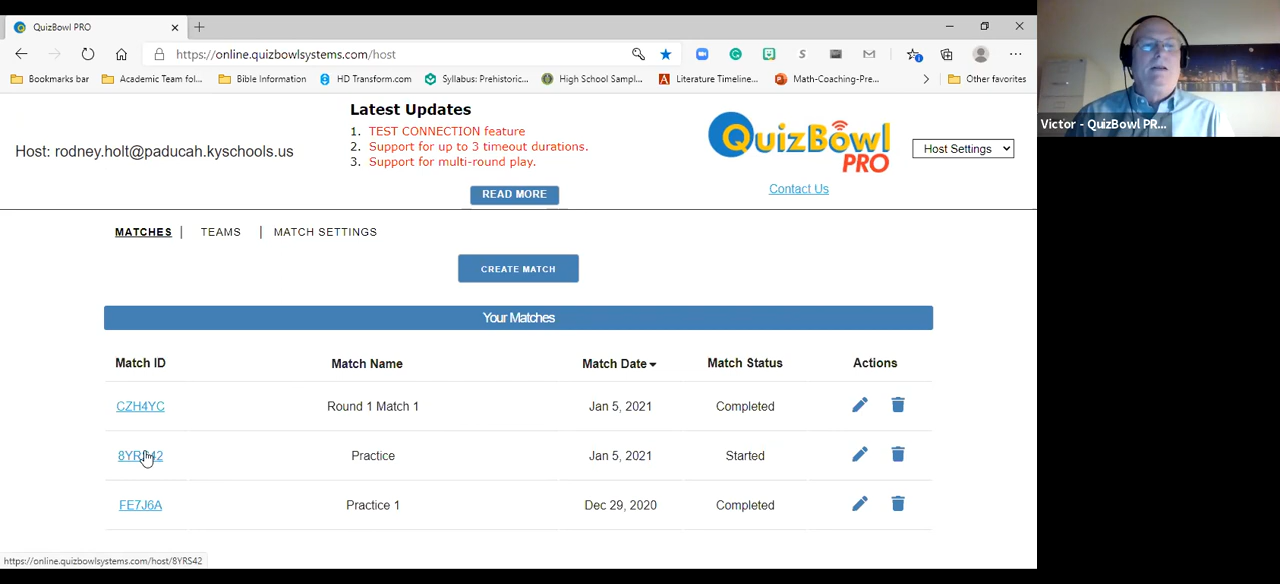 QuizBowl PRO
https://online.quizbowlsystems.com/host
Bookmarks bar
Academic Team fol...
Bible Information
HD Transform.com
Syllabus: Prehistoric...
High School Sampl...
Literature Timeline...
Math-Coaching-Pre...
Other favorites
Victor - QuizBowl PR...
Latest Updates
1. TEST CONNECTION feature
2. Support for up to 3 timeout durations.
3. Support for multi-round play.
READ MORE
Host: rodney.holt@paducah.kyschools.us
QuizBowl
PRO
Contact Us
Host Settings
MATCHES | TEAMS | MATCH SETTINGS
CREATE MATCH
Your Matches
Match ID Match Name Match Date Match Status Actions
CZH4YC Round 1 Match 1 Jan 5, 2021 Completed
8YRS42 Practice Jan 5, 2021 Started
FE7J6A Practice 1 Dec 29, 2020 Completed
https://online.quizbowlsystems.com/host/8YRS42